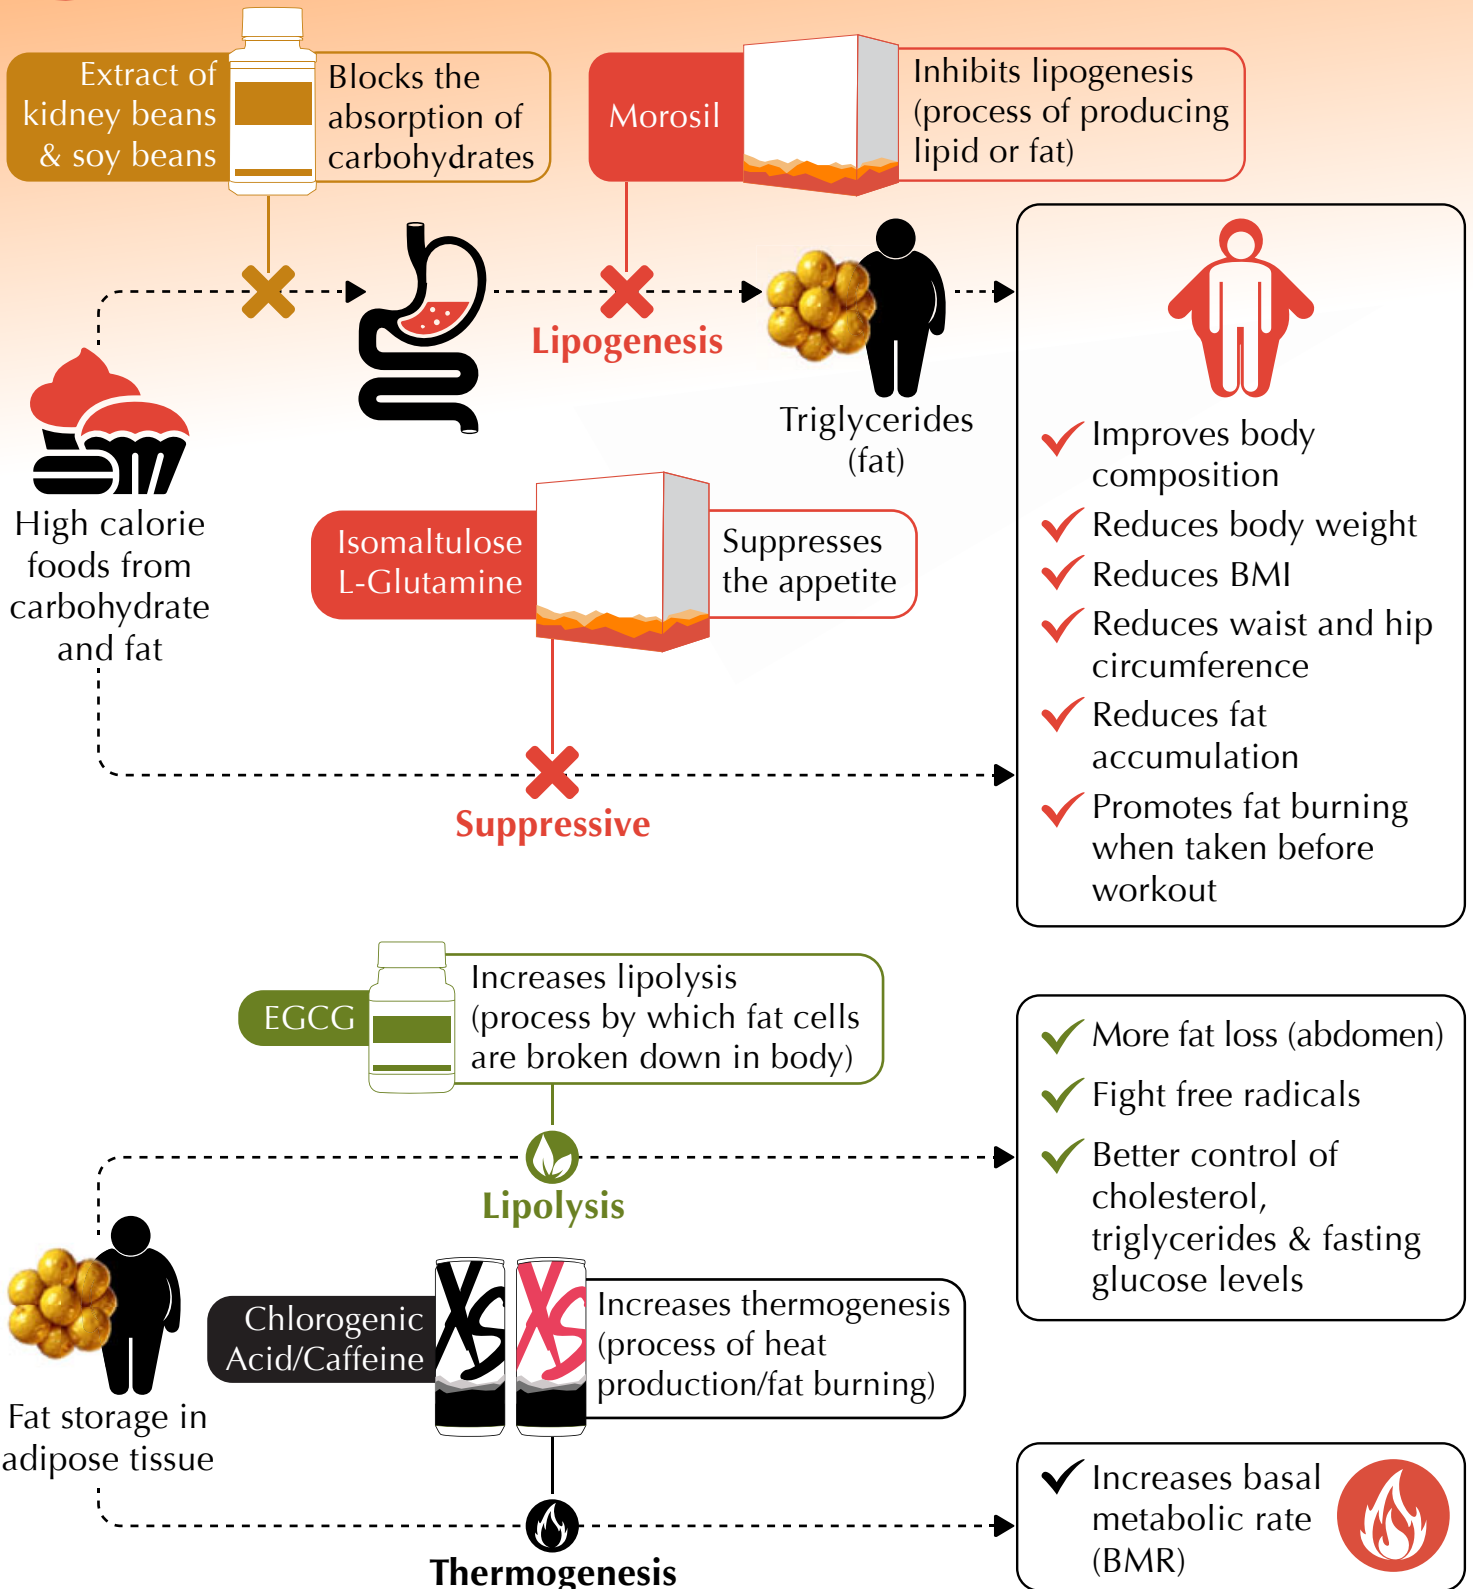 Extract of
kidney beans
& soy beans
Blocks the
absorption of
carbohydrates
Morosil
Inhibits lipogenesis
(process of producing
lipid or fat)
Lipogenesis
Triglycerides
(fat)
High calorie
foods from
carbohydrate
and fat
Isomaltulose
L-Glutamine
Suppresses
the appetite
Suppressive
Improves body
composition
Reduces body weight
Reduces BMI
Reduces waist and hip
circumference
Reduces fat
accumulation
Promotes fat burning
when taken before
workout
EGCG
Increases lipolysis
(process by which fat cells
are broken down in body)
Lipolysis
More fat loss (abdomen)
Fight free radicals
Better control of
cholesterol,
triglycerides & fasting
glucose levels
Fat storage in
adipose tissue
Chlorogenic
Acid/Caffeine
XS
XS
Increases thermogenesis
(process of heat
production/fat burning)
Thermogenesis
Increases basal
metabolic rate
(BMR)